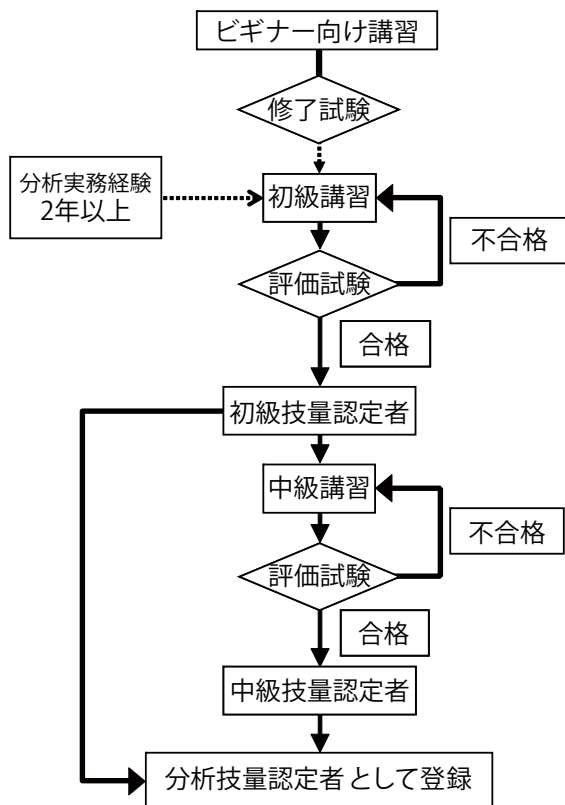 ビギナー向け講習
修了試験
分析実務経験
2年以上
初級講習
不合格
評価試験
合格
初級技量認定者
中級講習
不合格
評価試験
合格
中級技量認定者
分析技量認定者として登録